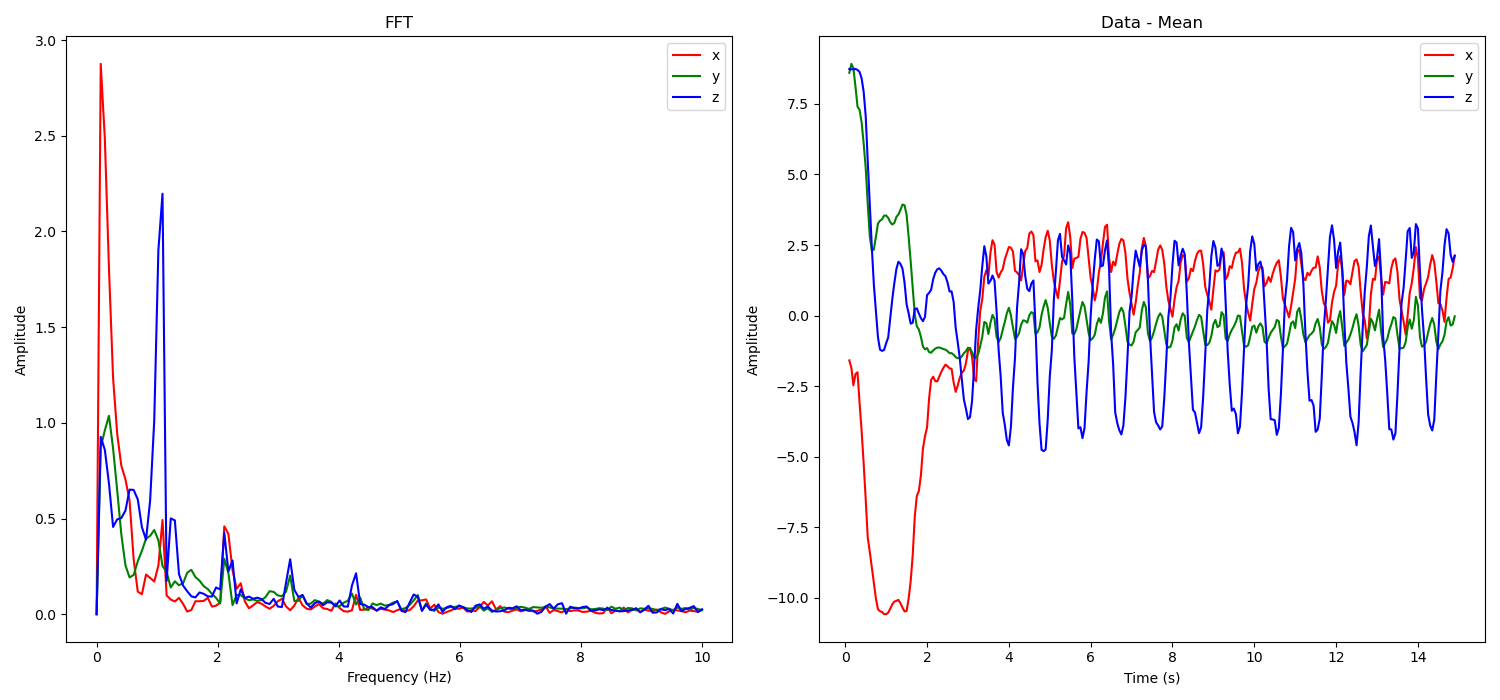 FFT
Amplitude
3.0
2.5
2.0
1.5
1.0
0.5
0.0
0
2
4
6
8
10
Frequency (Hz)
x
y
z
Data - Mean
Amplitude
7.5
5.0
2.5
0.0
−2.5
−5.0
−7.5
−10.0
0
2
4
6
8
10
12
14
Time (s)
x
y
z